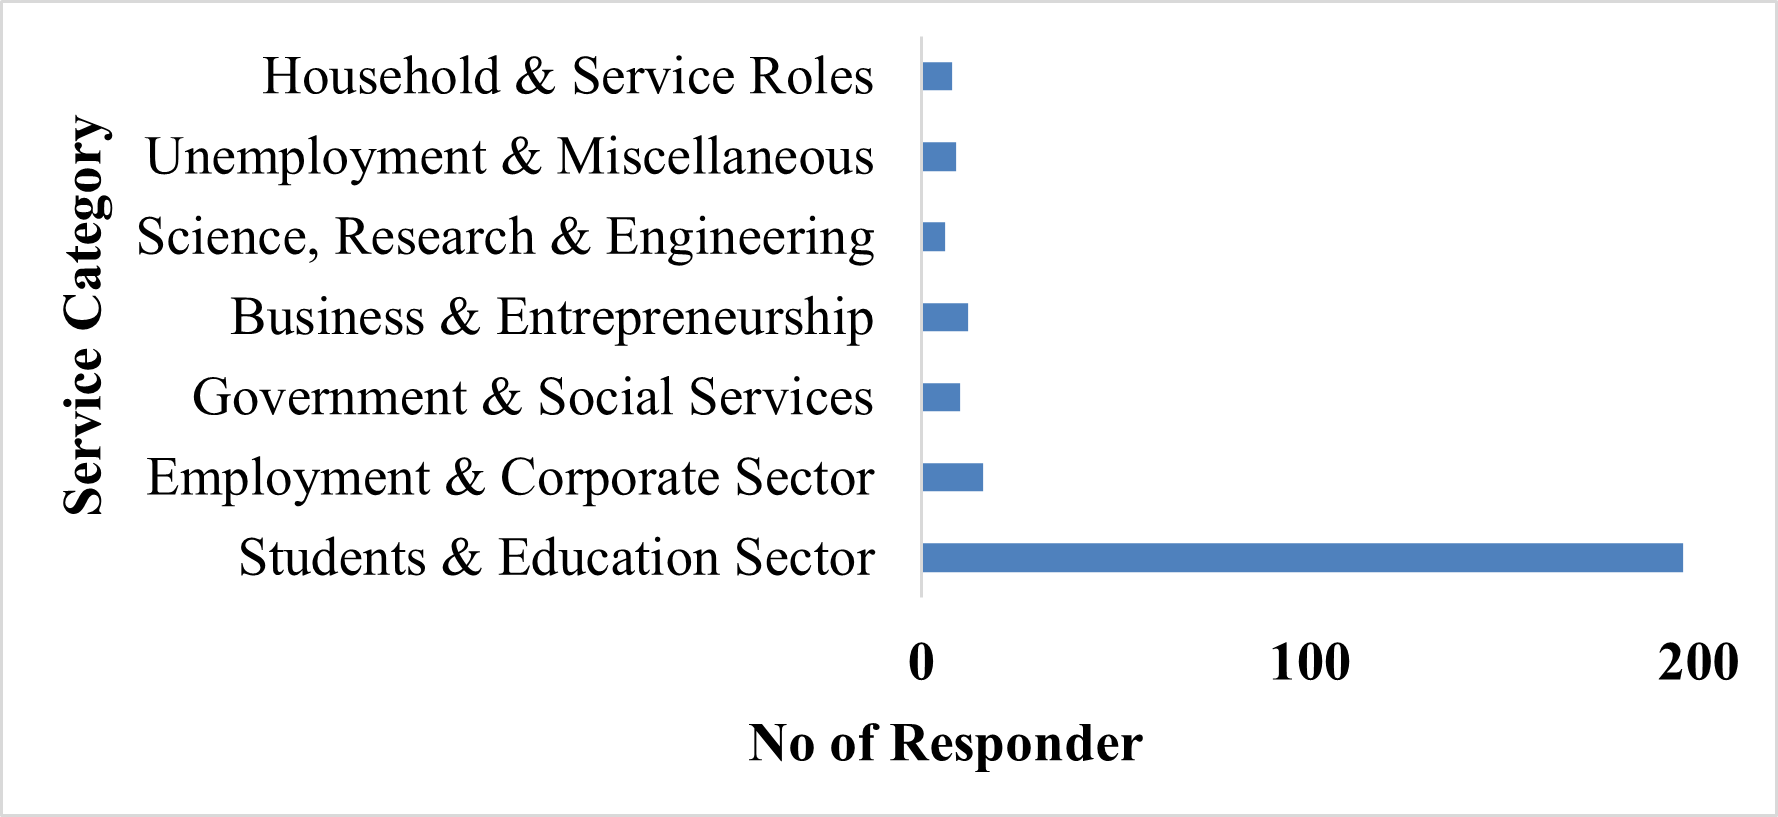 Service Category
Household & Service Roles
Unemployment & Miscellaneous
Science, Research & Engineering
Business & Entrepreneurship
Government & Social Services
Employment & Corporate Sector
Students & Education Sector
0 100 200
No of Responder